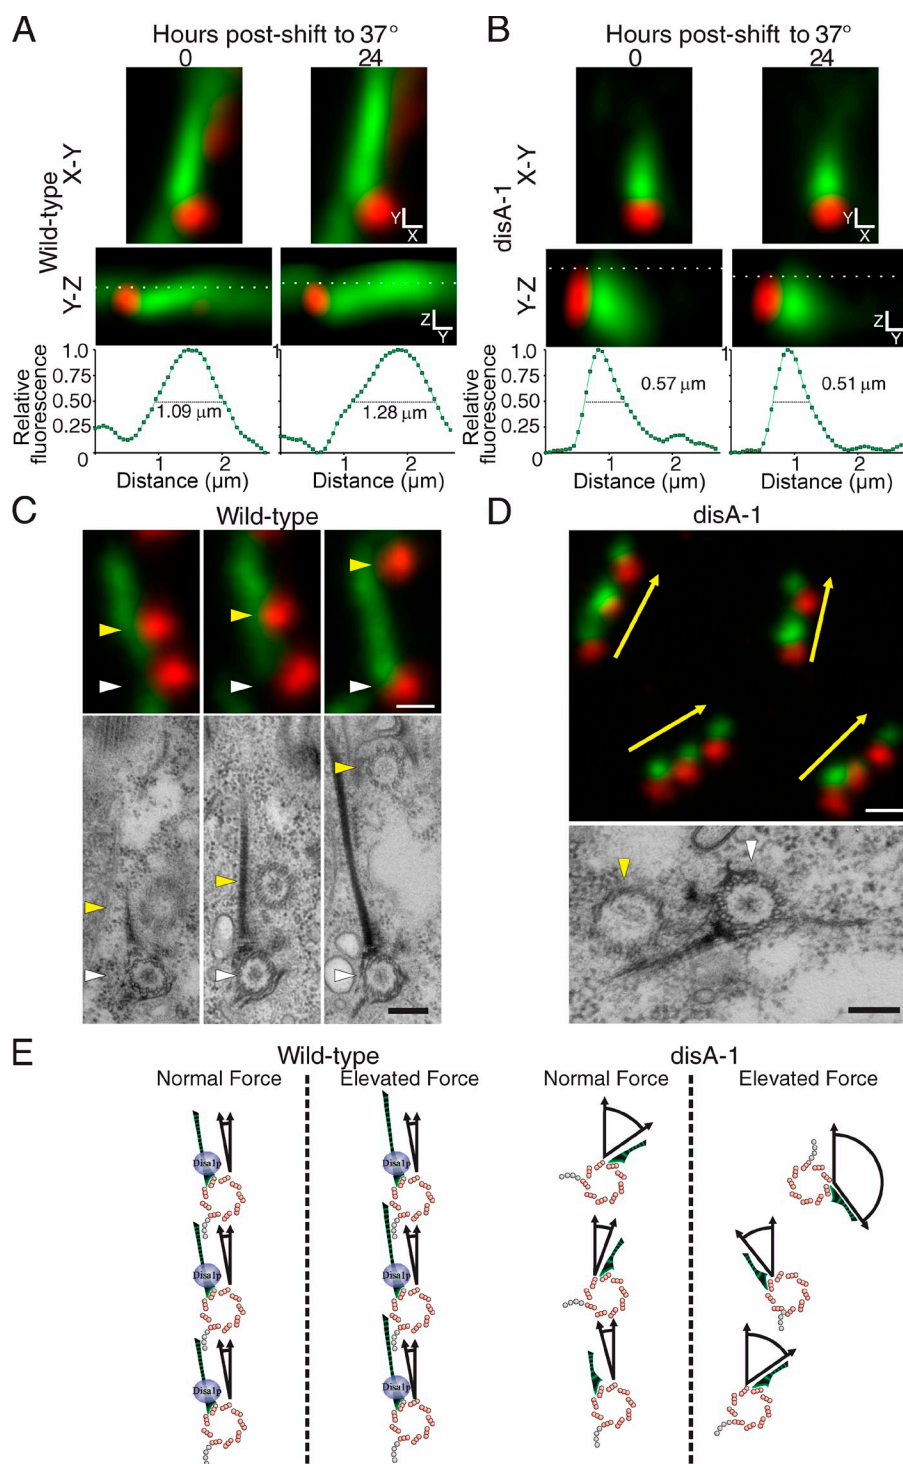 A
Hours post-shift to 37°
0
24
Wild-type
X-Y
Y
X
Y-Z
Z
Y
Relative
fluorescence
1.0
0.75
0.50
0.25
0
1.09 μm
1
2
Distance (μm)
1
1.28 μm
1
2
Distance (μm)
B
Hours post-shift to 37°
0
24
disA-1
X-Y
Y
X
Y-Z
Z
Y
Relative
fluorescence
1.0
0.75
0.50
0.25
0
0.57 μm
1
2
Distance (μm)
1
0.51 μm
0
1
2
Distance (μm)
C
Wild-type
D
disA-1
E
Wild-type
disA-1
Normal Force
Elevated Force
Normal Force
Elevated Force
Disa1p
Disa1p
Disa1p
Disa1p
Disa1p
Disa1p